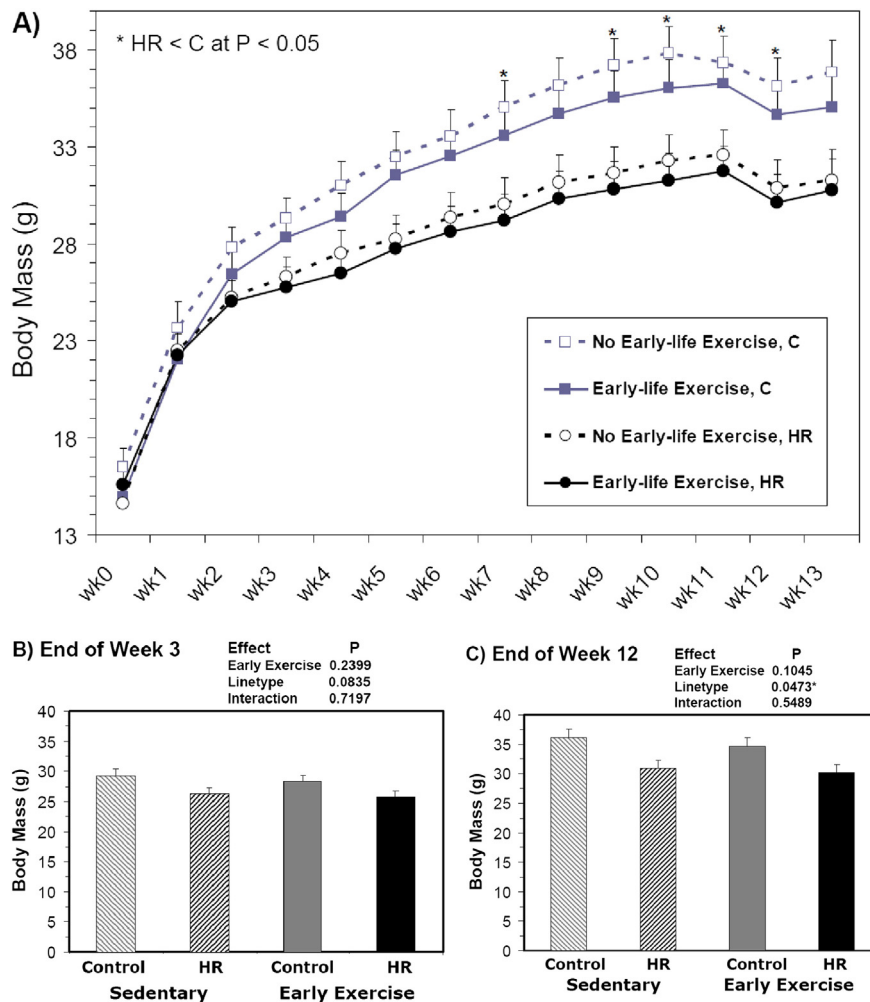 A)
* HR < C at P < 0.05
* * * * *
38
33
28
23
18
13
Body Mass (g)
No Early-life Exercise, C
Early-life Exercise, C
No Early-life Exercise, HR
Early-life Exercise, HR
wk0 wk1 wk2 wk3 wk4 wk5 wk6 wk7 wk8 wk9 wk10 wk11 wk12 wk13
B) End of Week 3
Effect P
Early Exercise 0.2399
Linetype 0.0835
Interaction 0.7197
40
35
30
25
20
15
10
5
0
Body Mass (g)
Control HR Control HR
Sedentary Early Exercise
C) End of Week 12
Effect P
Early Exercise 0.1045
Linetype 0.0473*
Interaction 0.5489
40
35
30
25
20
15
10
5
0
Body Mass (g)
Control HR Control HR
Sedentary Early Exercise